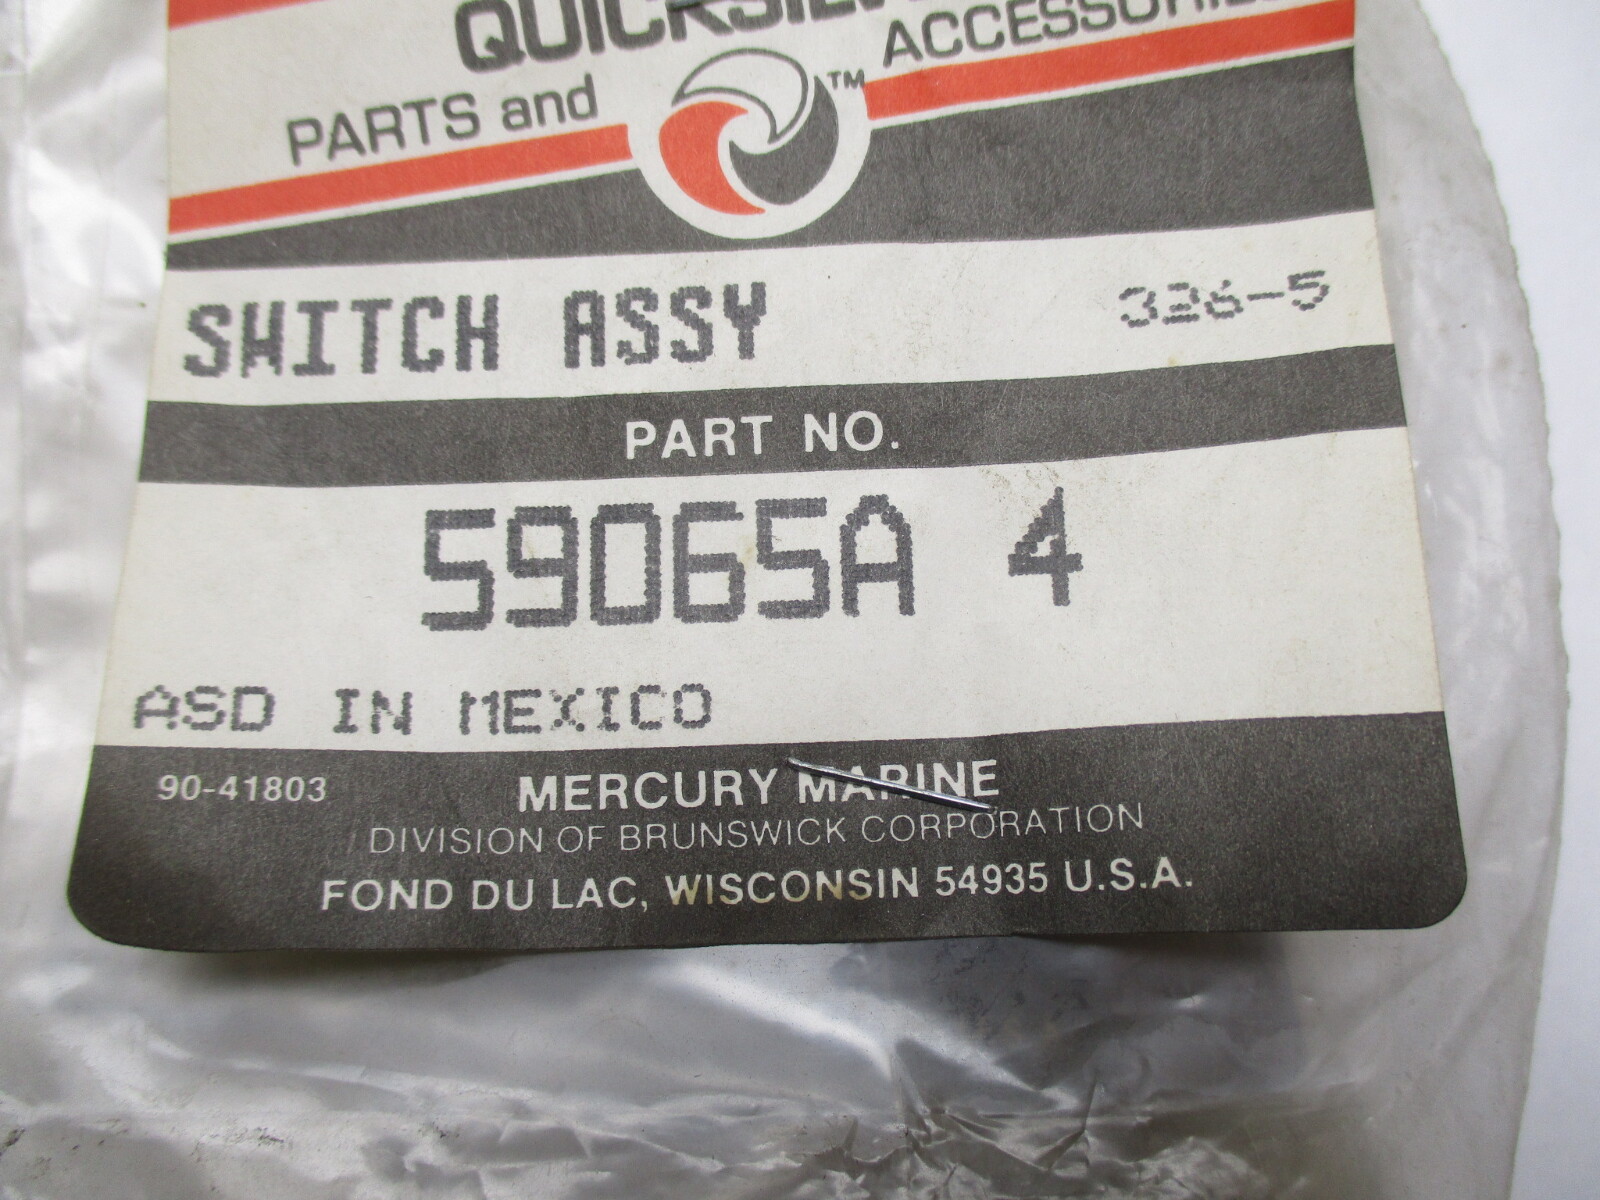 QUICKSILVER
PARTS and ACCESSORIES
TM
SWITCH ASSY 326-5
PART NO.
59065A 4
ASD IN MEXICO
90-41803
MERCURY MARINE
DIVISION OF BRUNSWICK CORPORATION
FOND DU LAC, WISCONSIN 54935 U.S.A.